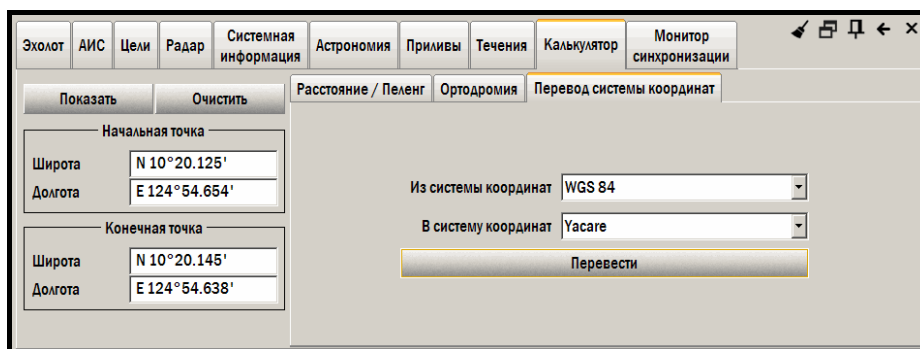 Эхолот АИС Цели Радар Системная информация Астрономия Приливы Течения Калькулятор Монитор синхронизации
Показать Очистить
Расстояние / Пеленг Ортодромия Перевод системы координат
Начальная точка
Широта N 10°20.125'
Долгота E 124°54.654'
Конечная точка
Широта N 10°20.145'
Долгота E 124°54.638'
Из системы координат WGS 84
В систему координат Yacare
Перевести